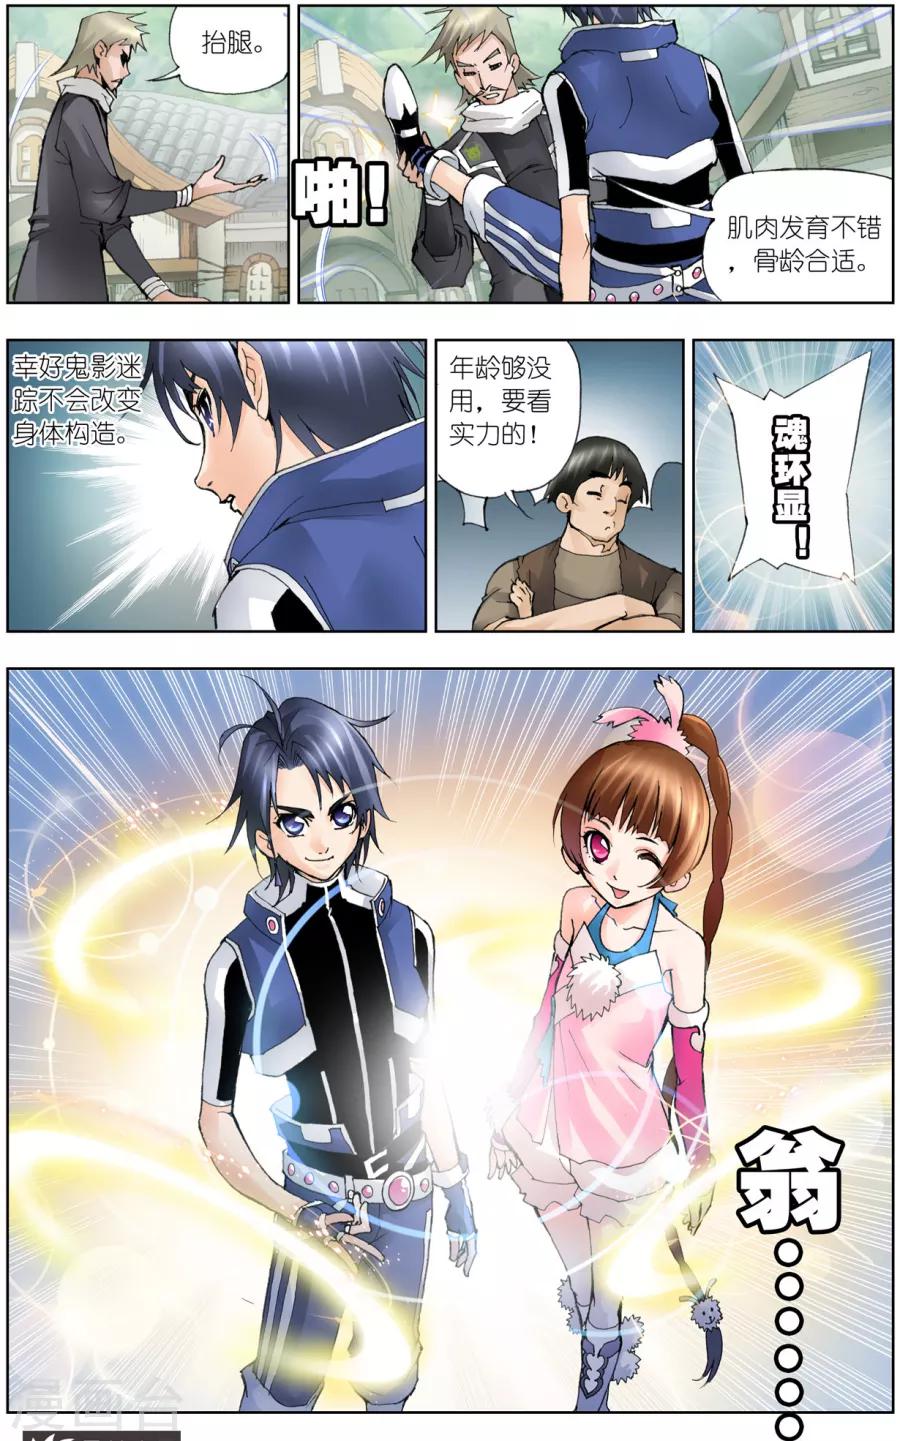 抬腿。
啪！
肌肉发育不错
，骨龄合适。
幸好鬼影迷
踪不会改变
身体构造。
年龄够没
用，要看
实力的！
魂环显！
翁……
漫画台